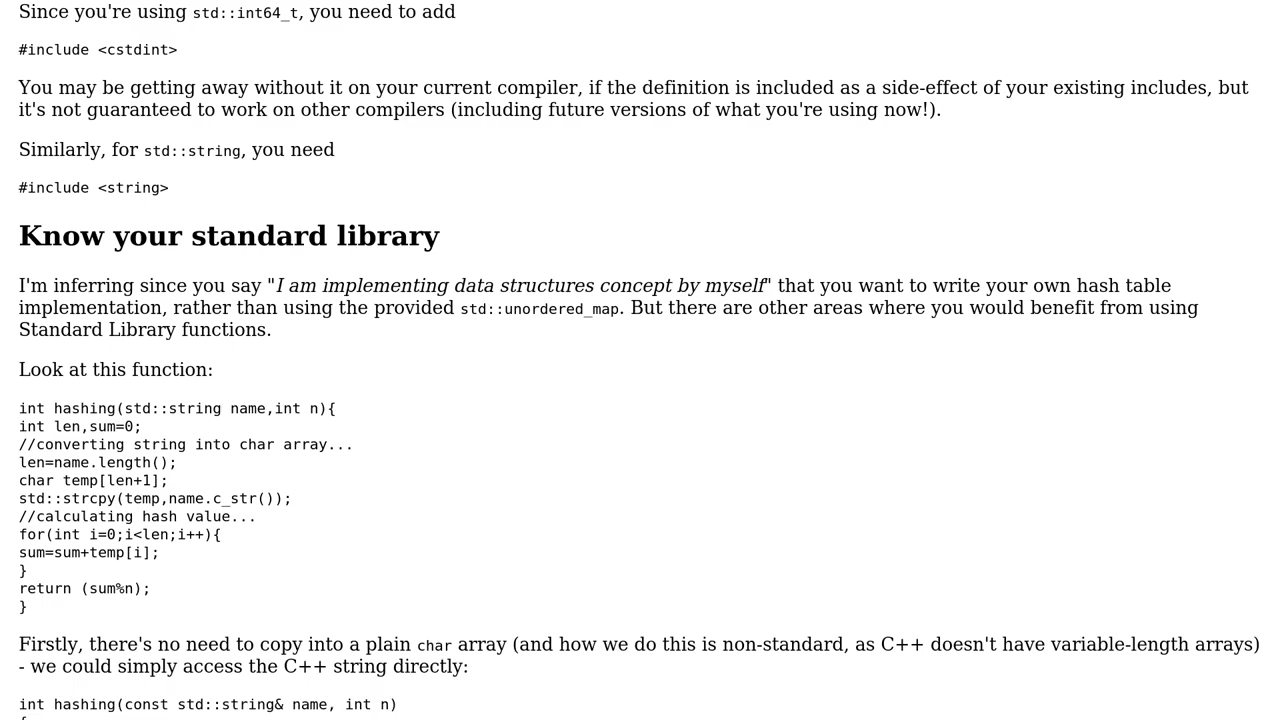 Since you're using std::int64_t, you need to add
#include <cstdint>
You may be getting away without it on your current compiler, if the definition is included as a side-effect of your existing includes, but
it's not guaranteed to work on other compilers (including future versions of what you're using now!).
Similarly, for std::string, you need
#include <string>
Know your standard library
I'm inferring since you say "I am implementing data structures concept by myself" that you want to write your own hash table
implementation, rather than using the provided std::unordered_map. But there are other areas where you would benefit from using
Standard Library functions.
Look at this function:
int hashing(std::string name,int n){
int len,sum=0;
//converting string into char array...
len=name.length();
char temp[len+1];
std::strcpy(temp,name.c_str());
//calculating hash value...
for(int i=0;i<len;i++){
sum=sum+temp[i];
}
return (sum%n);
}
Firstly, there's no need to copy into a plain char array (and how we do this is non-standard, as C++ doesn't have variable-length arrays)
- we could simply access the C++ string directly:
int hashing(const std::string& name, int n)
{